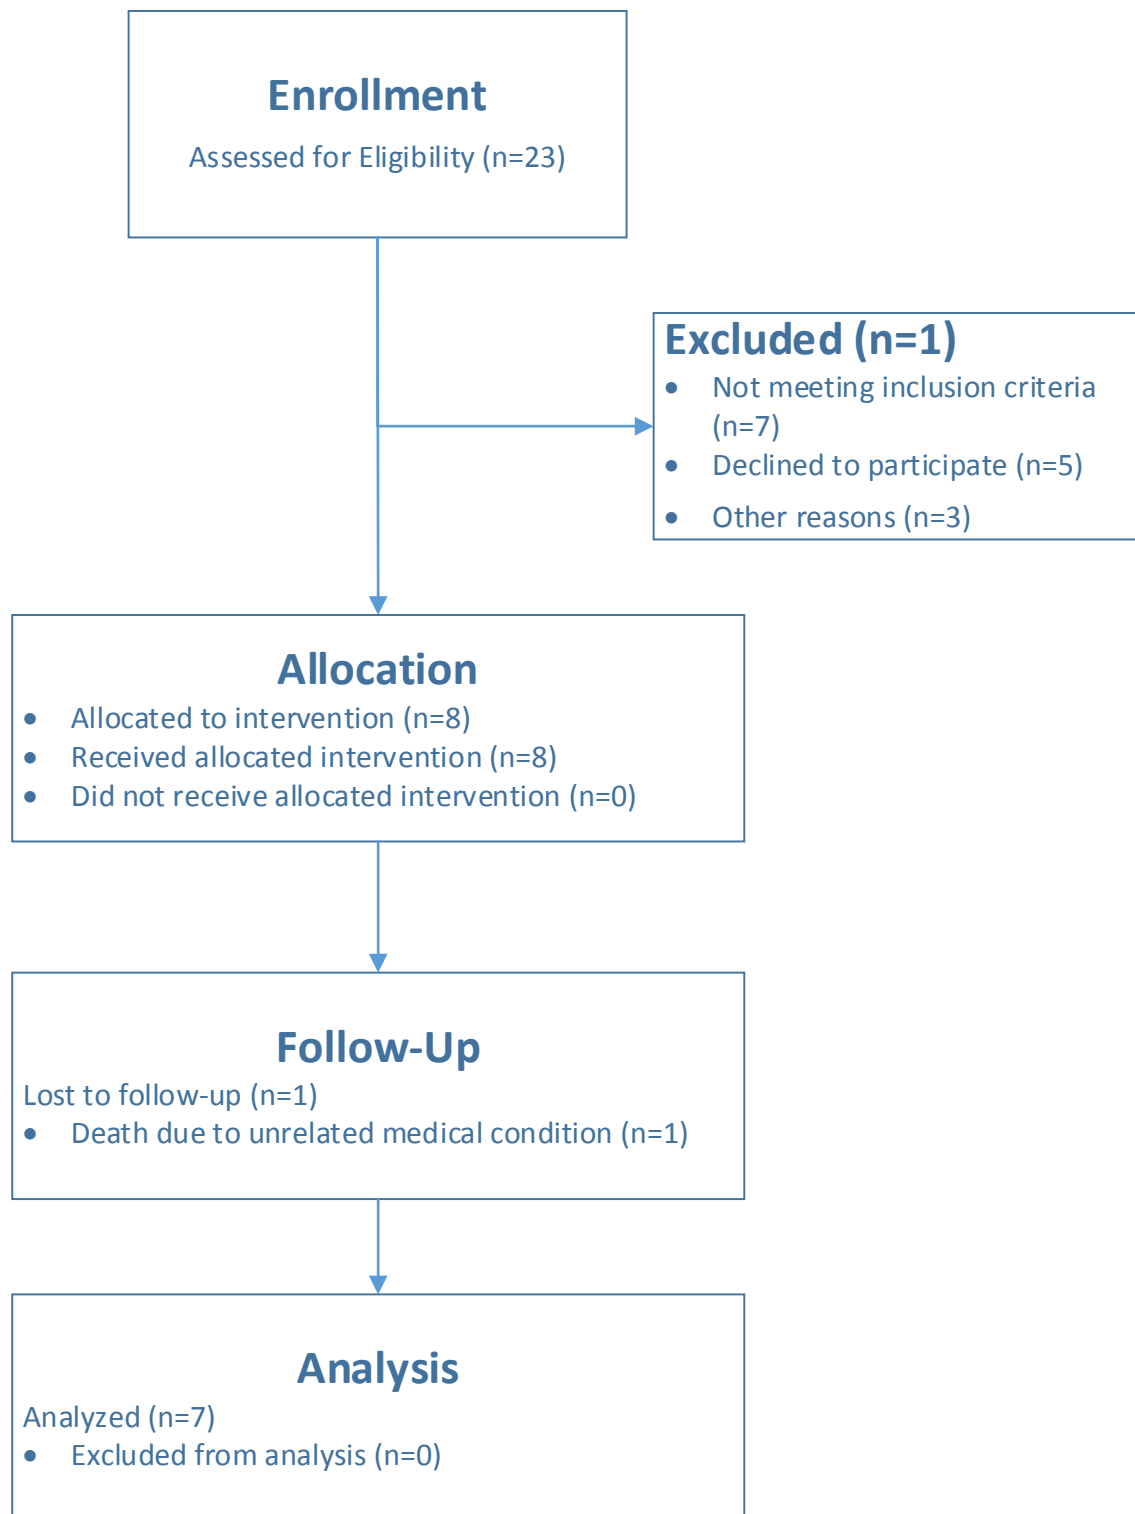 Enrollment
Assessed for Eligibility (n=23)
Excluded (n=1)
• Not meeting inclusion criteria
(n=7)
• Declined to participate (n=5)
• Other reasons (n=3)
Allocation
• Allocated to intervention (n=8)
• Received allocated intervention (n=8)
• Did not receive allocated intervention (n=0)
Follow-Up
Lost to follow-up (n=1)
• Death due to unrelated medical condition (n=1)
Analysis
Analyzed (n=7)
• Excluded from analysis (n=0)